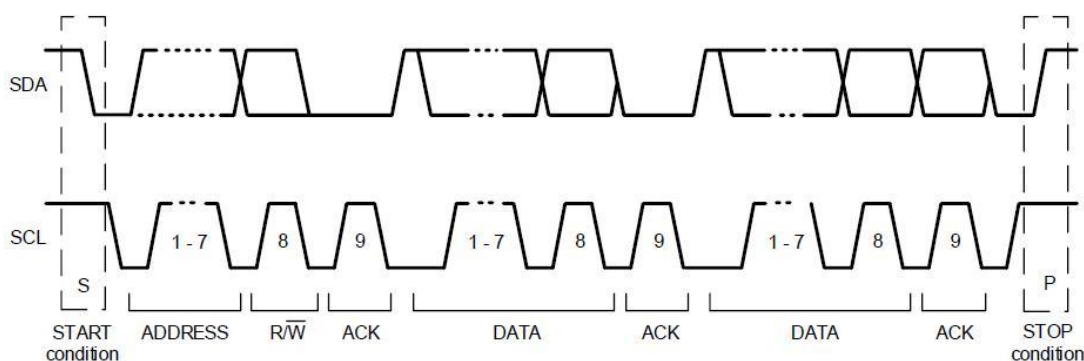 SDA
SCL
1 - 7
8
9
1 - 7
8
9
1 - 7
8
9
S
P
START
condition
ADDRESS
R/W̅
ACK
DATA
ACK
DATA
ACK
STOP
condition